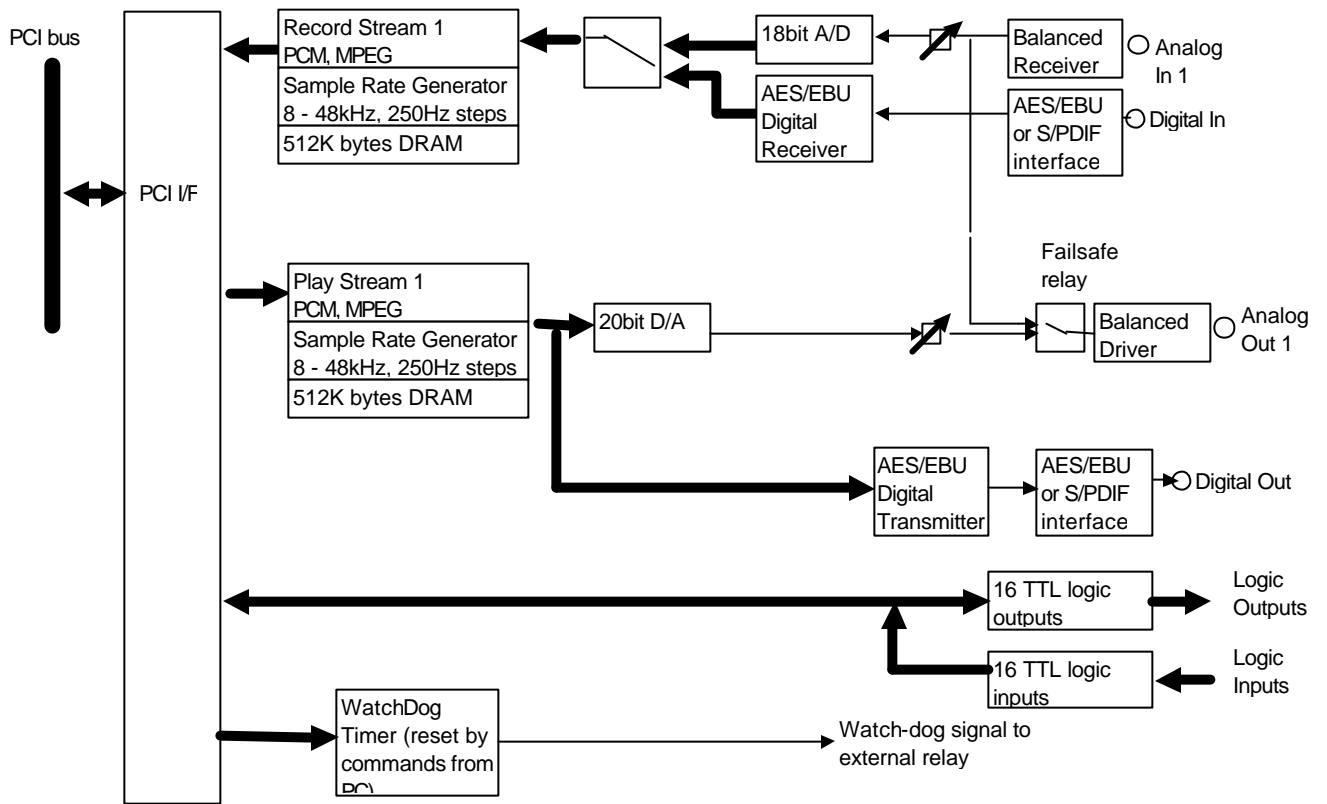 PCI bus
PCI I/F
Record Stream 1
PCM, MPEG
Sample Rate Generator
8 - 48kHz, 250Hz steps
512K bytes DRAM
18bit A/D
AES/EBU
Digital
Receiver
Balanced
Receiver
Analog
In 1
AES/EBU
or S/PDIF
interface
Digital In
Play Stream 1
PCM, MPEG
Sample Rate Generator
8 - 48kHz, 250Hz steps
512K bytes DRAM
20bit D/A
Failsafe
relay
Balanced
Driver
Analog
Out 1
AES/EBU
Digital
Transmitter
AES/EBU
or S/PDIF
interface
Digital Out
16 TTL logic
outputs
Logic
Outputs
16 TTL logic
inputs
Logic
Inputs
WatchDog
Timer (reset by
commands from
PC)
Watch-dog signal to
external relay